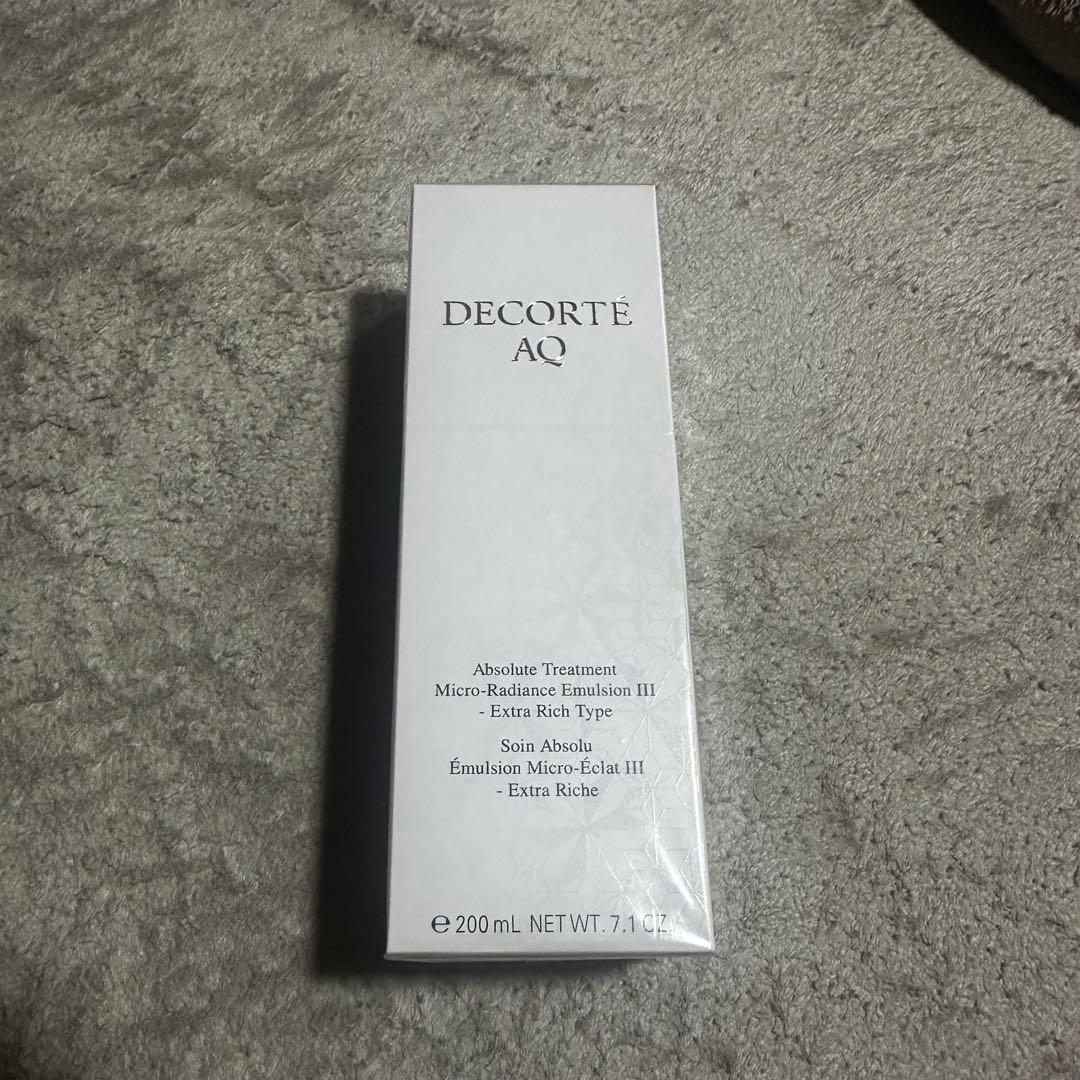 DECORTÉ
AQ
Absolute Treatment
Micro-Radiance Emulsion III
- Extra Rich Type
Soin Absolu
Émulsion Micro-Éclat III
- Extra Riche
℮ 200 mL NET WT. 7.1 OZ.